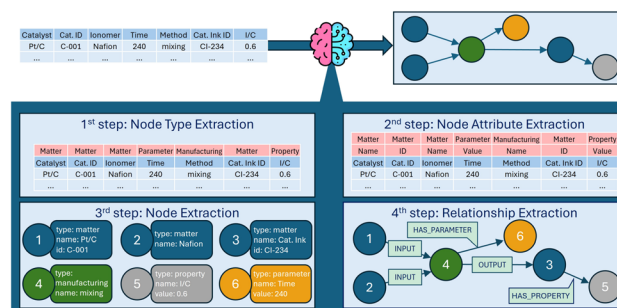 Catalyst Cat. ID Ionomer Time Method Cat. Ink ID I/C
Pt/C C-001 Nafion 240 mixing CI-234 0.6
... ... ... ... ... ... ...
1st step: Node Type Extraction
Matter Matter Matter Parameter Manufacturing Matter Property
Catalyst Cat. ID Ionomer Time Method Cat. Ink ID I/C
Pt/C C-001 Nafion 240 mixing CI-234 0.6
... ... ... ... ... ... ...
2nd step: Node Attribute Extraction
Matter Matter Matter Parameter Manufacturing Matter Property
Name ID Name Value Name ID Value
Catalyst Cat. ID Ionomer Time Method Cat. Ink ID I/C
Pt/C C-001 Nafion 240 mixing CI-234 0.6
... ... ... ... ... ... ...
3rd step: Node Extraction
1
type: matter
name: Pt/C
id: C-001
2
type: matter
name: Nafion
3
type: matter
name: Cat. Ink
id: CI-234
4
type:
manufacturing
name: mixing
5
type: property
name: I/C
value: 0.6
6
type: parameter
name: Time
value: 240
4th step: Relationship Extraction
HAS_PARAMETER
1
INPUT
6
4
OUTPUT
3
2
INPUT
HAS_PROPERTY
5